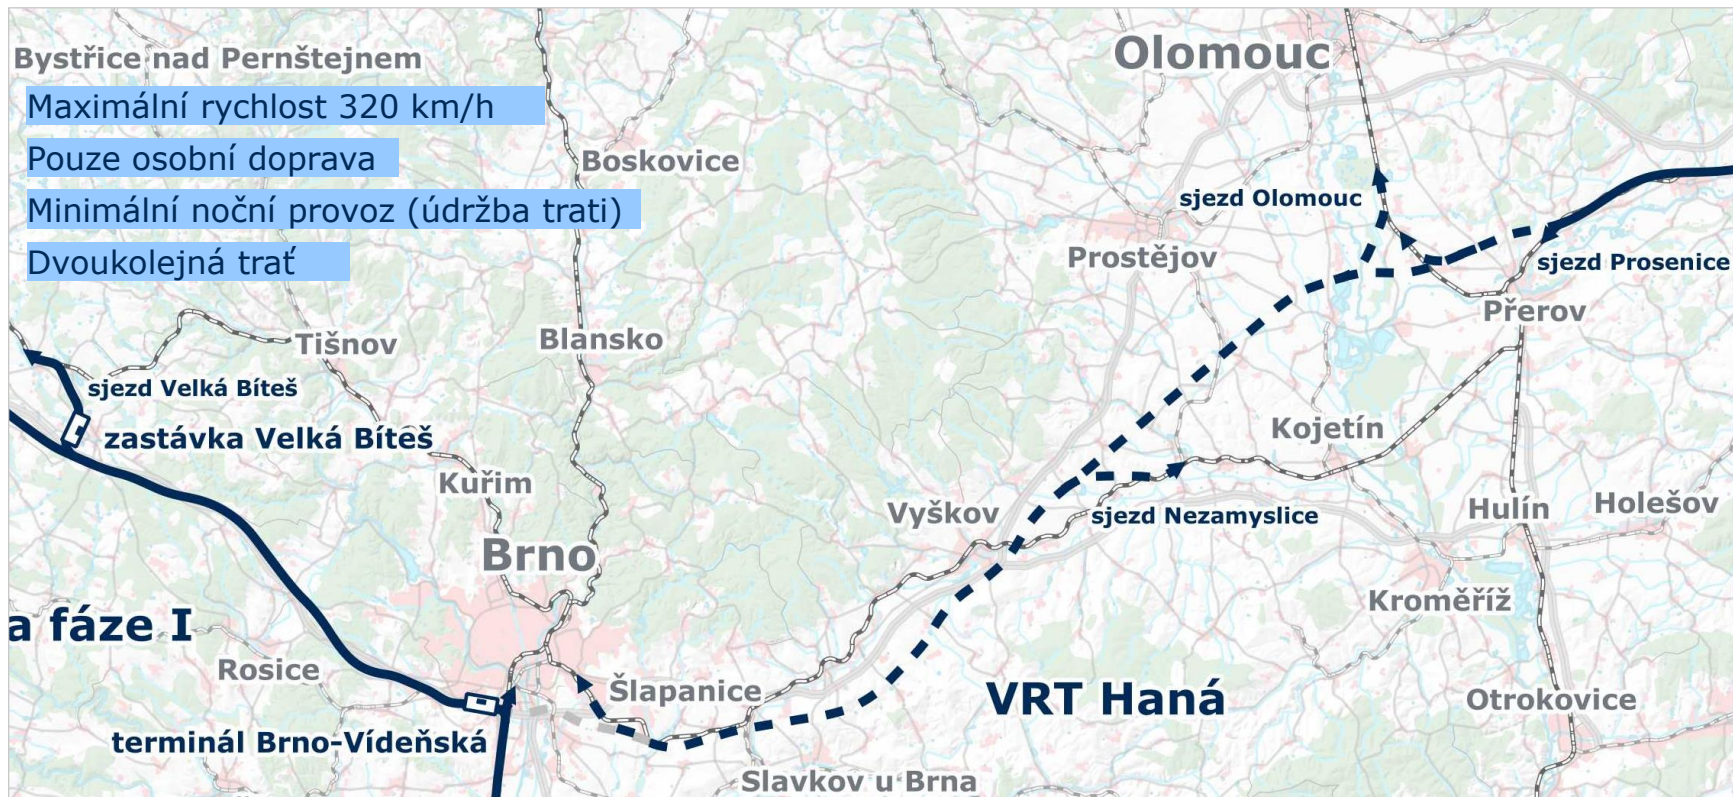 Bystřice nad Pernštejnem
Maximální rychlost 320 km/h
Pouze osobní doprava
Minimální noční provoz (údržba trati)
Dvoukolejná trať
Olomouc
Boskovice
sjezd Olomouc
Prostějov
sjezd Prosenice
Přerov
Tišnov
Blansko
sjezd Velká Bíteš
zastávka Velká Bíteš
Kojetín
Kuřim
Vyškov
sjezd Nezamyslice
Hulín
Holešov
Brno
Kroměříž
a fáze I
Rosice
Šlapanice
VRT Haná
Otrokovice
terminál Brno-Vídeňská
Slavkov u Brna